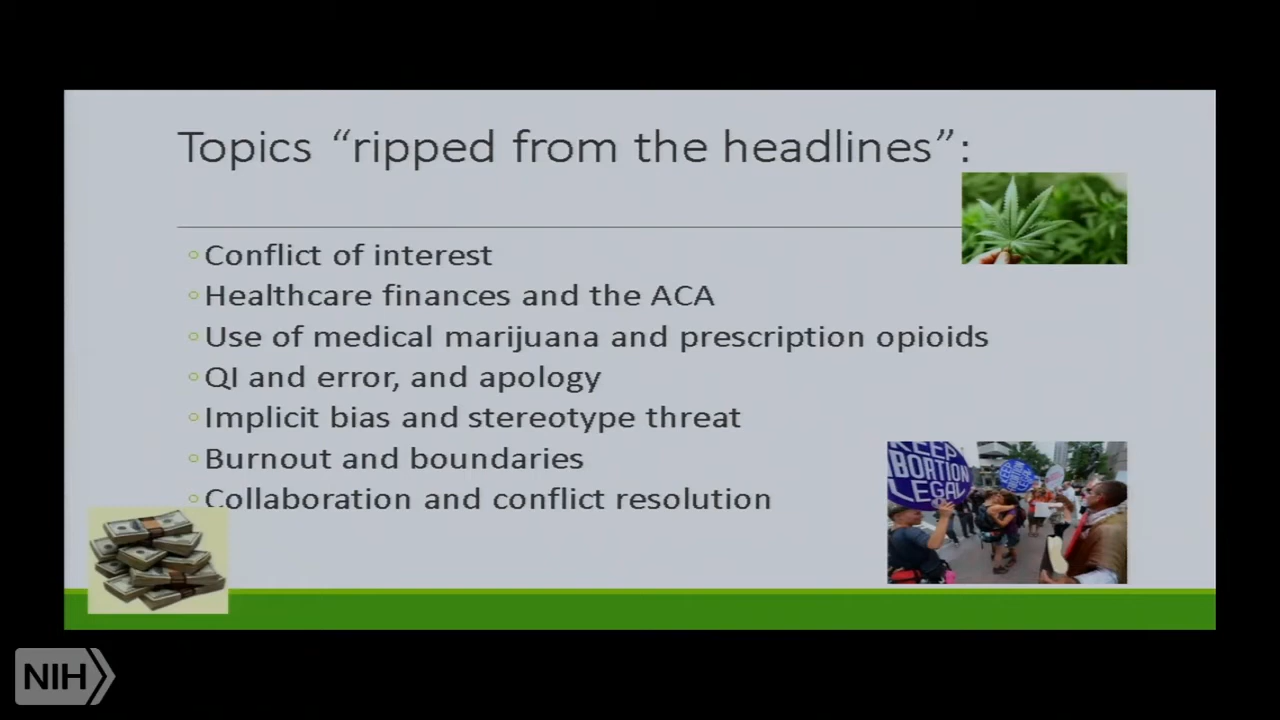 Topics “ripped from the headlines”:
◦Conflict of interest
◦Healthcare finances and the ACA
◦Use of medical marijuana and prescription opioids
◦QI and error, and apology
◦Implicit bias and stereotype threat
◦Burnout and boundaries
◦Collaboration and conflict resolution
KEEP
ABORTION
LEGAL
NIH